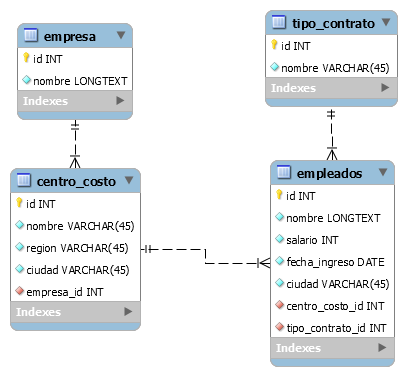 empresa
id INT
nombre LONGTEXT
Indexes
tipo_contrato
id INT
nombre VARCHAR(45)
Indexes
centro_costo
id INT
nombre VARCHAR(45)
region VARCHAR(45)
ciudad VARCHAR(45)
empresa_id INT
Indexes
empleados
id INT
nombre LONGTEXT
salario INT
fecha_ingreso DATE
ciudad VARCHAR(45)
centro_costo_id INT
tipo_contrato_id INT
Indexes